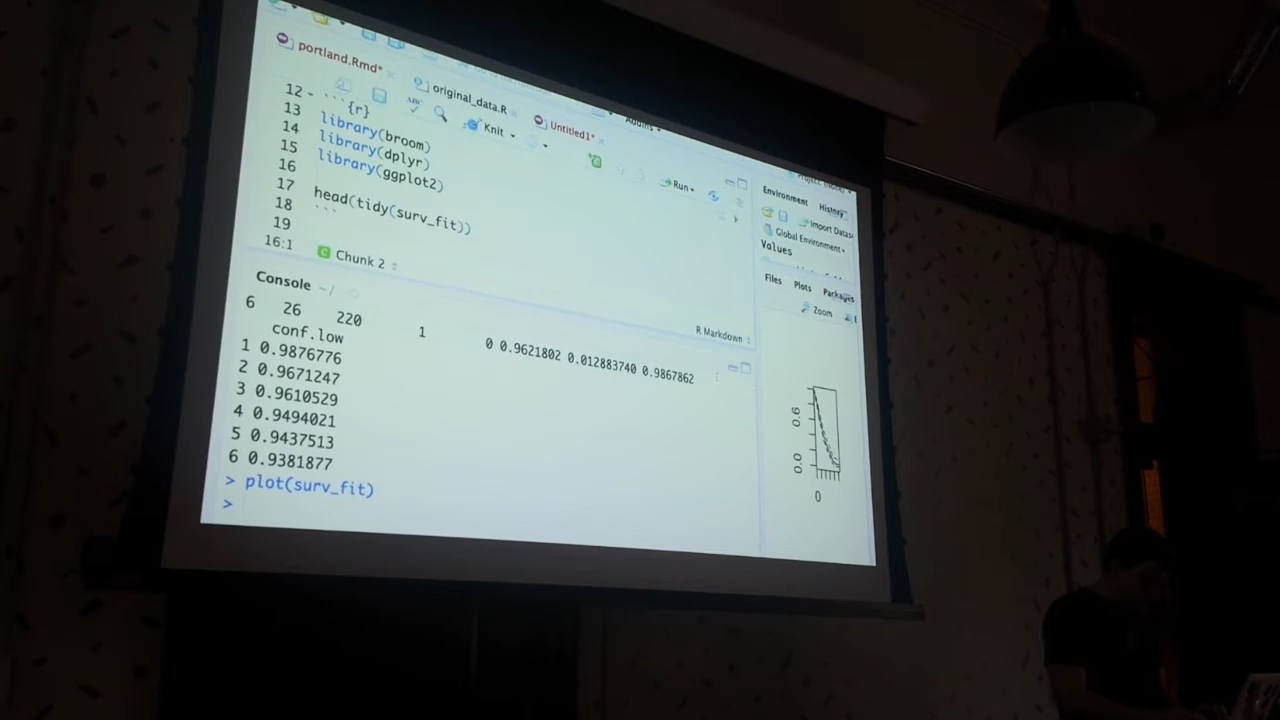 portland.Rmd*
original_data.R
Untitled1*
Addins
ABC
Knit
Run
12 ```{r}
13 library(broom)
14 library(dplyr)
15 library(ggplot2)
16
17 head(tidy(surv_fit))
18 ```
19
16:1
Chunk 2
R Markdown
Console ~/
6 26 220 1 0 0.9621802 0.012883740 0.9867862
conf.low
1 0.9876776
2 0.9671247
3 0.9610529
4 0.9494021
5 0.9437513
6 0.9381877
> plot(surv_fit)
>
Environment
History
Import Datas
Global Environment
Values
Files
Plots
Packages
Zoom
0.6
0.0
0